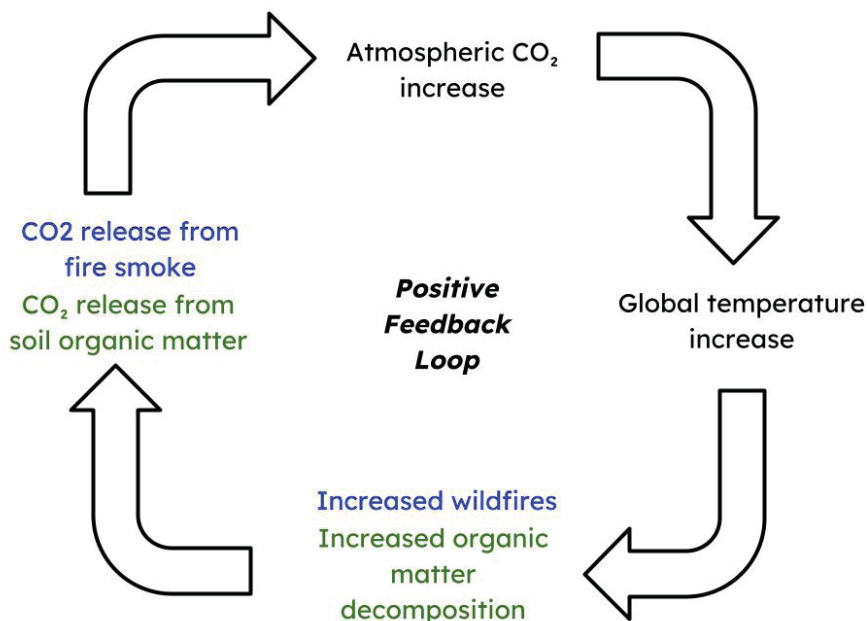 Atmospheric CO₂
increase
Global temperature
increase
Increased wildfires
Increased organic
matter
decomposition
CO2 release from
fire smoke
CO₂ release from
soil organic matter
Positive
Feedback
Loop